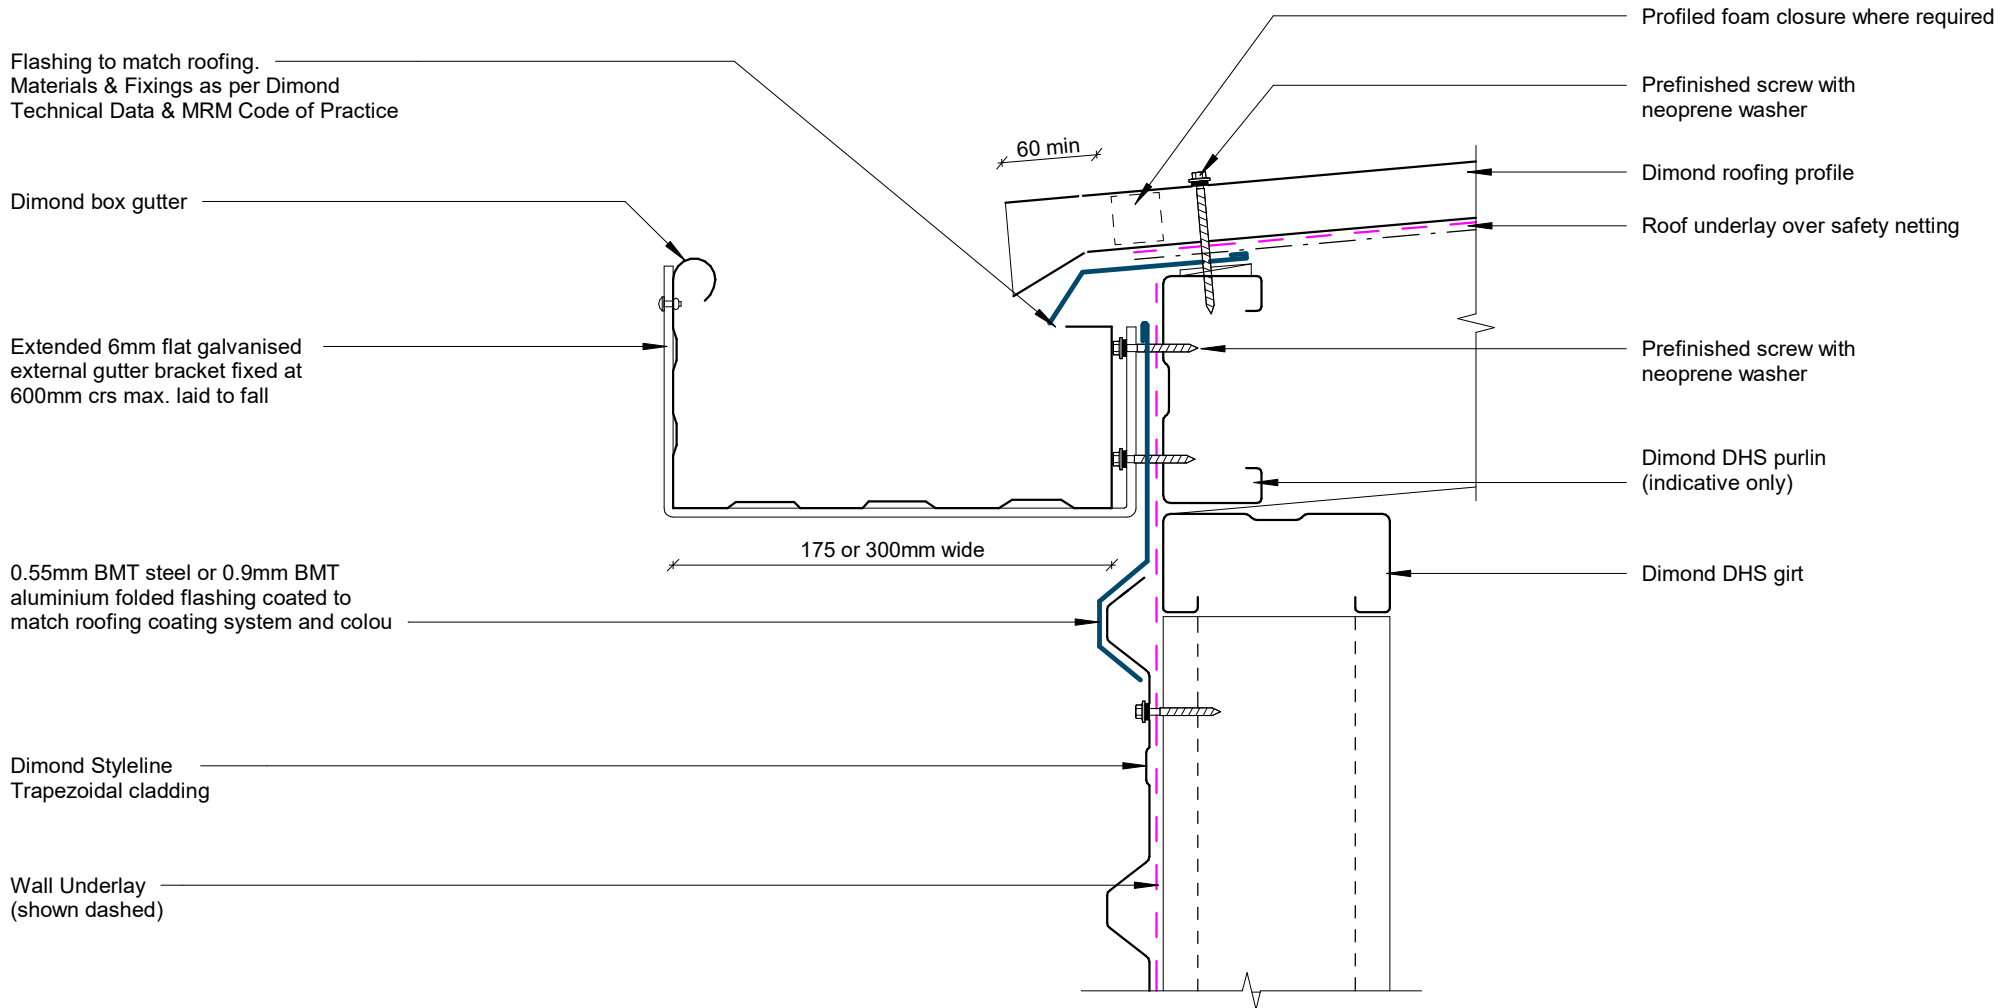 Flashing to match roofing.
Materials & Fixings as per Dimond
Technical Data & MRM Code of Practice
Dimond box gutter
Extended 6mm flat galvanised
external gutter bracket fixed at
600mm crs max. laid to fall
0.55mm BMT steel or 0.9mm BMT
aluminium folded flashing coated to
match roofing coating system and colou
Dimond Styleline
Trapezoidal cladding
Wall Underlay
(shown dashed)
60 min
175 or 300mm wide
Profiled foam closure where required
Prefinished screw with
neoprene washer
Dimond roofing profile
Roof underlay over safety netting
Prefinished screw with
neoprene washer
Dimond DHS purlin
(indicative only)
Dimond DHS girt